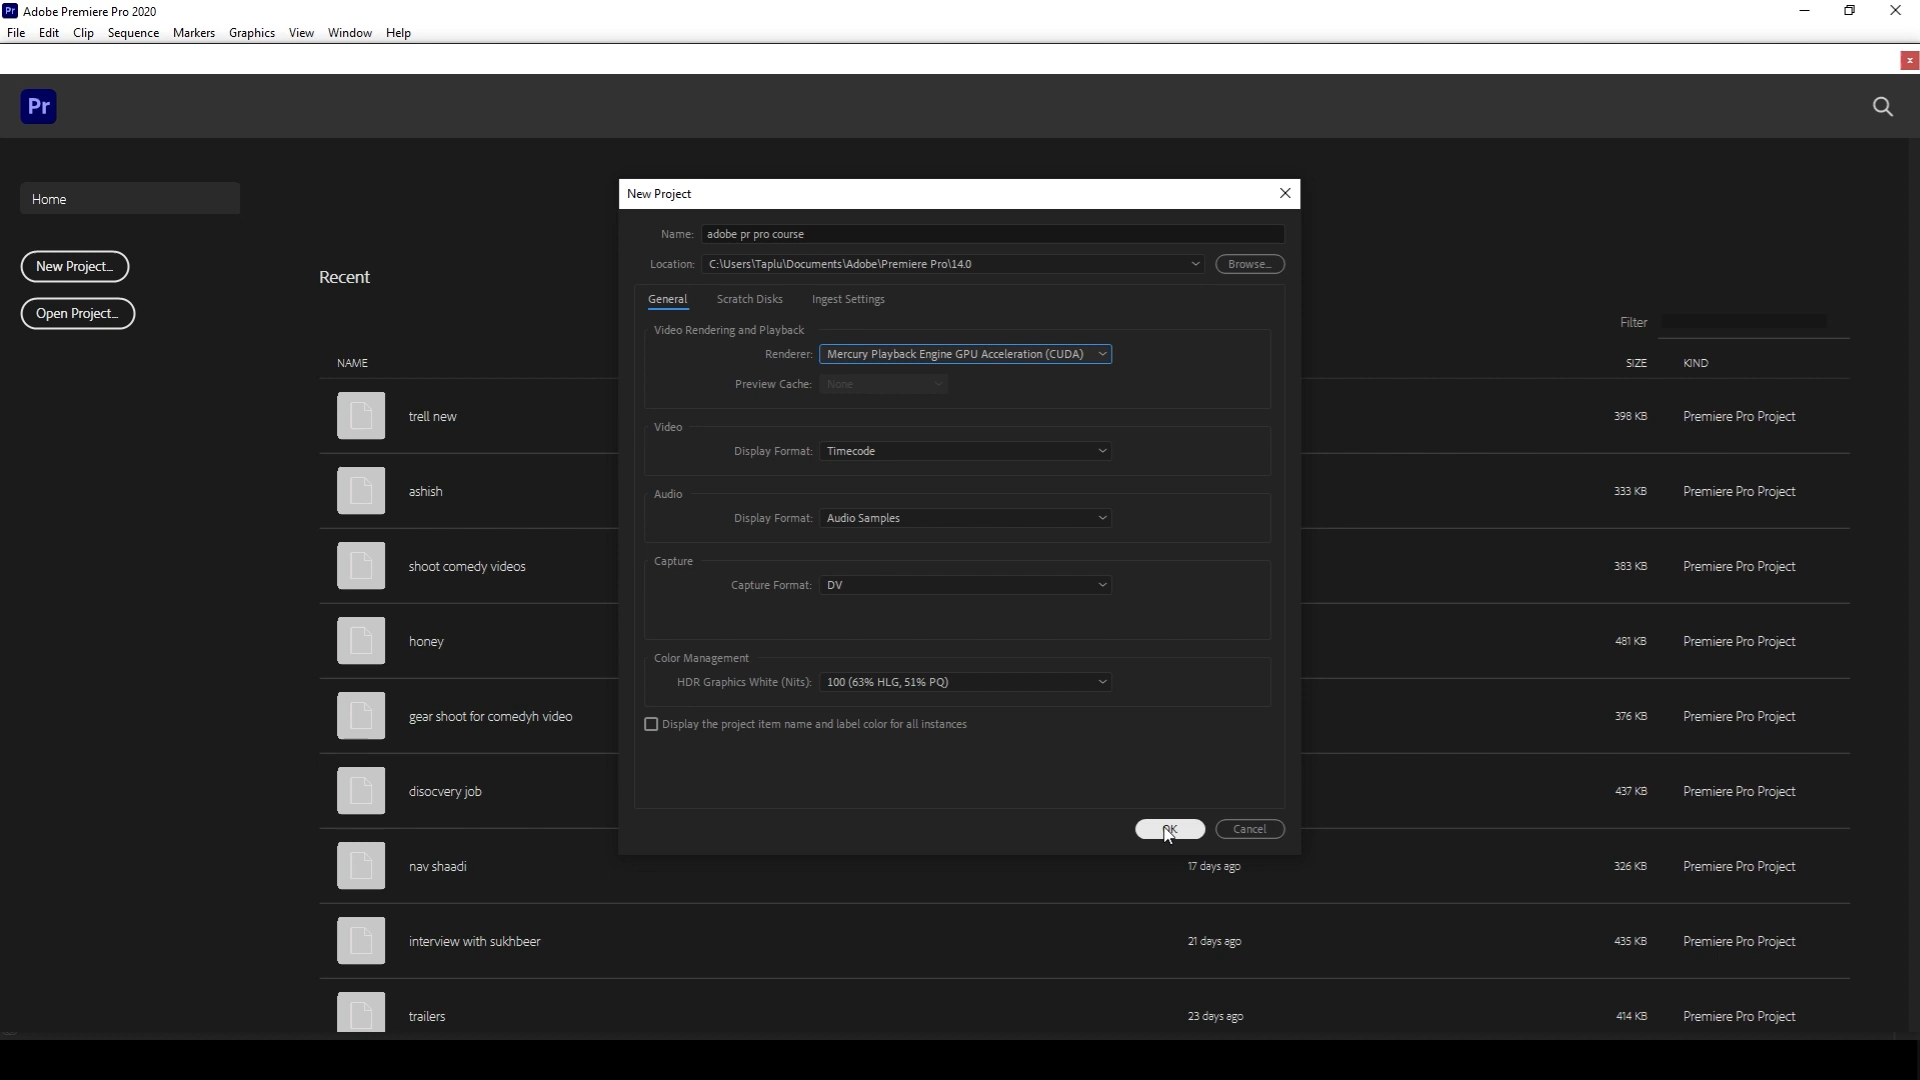 Pr Adobe Premiere Pro 2020
File Edit Clip Sequence Markers Graphics View Window Help
x
Pr
Home
New Project...
Open Project...
Recent
Filter
NAME SIZE KIND
trell new 398 KB Premiere Pro Project
ashish 333 KB Premiere Pro Project
shoot comedy videos 383 KB Premiere Pro Project
honey 481 KB Premiere Pro Project
gear shoot for comedyh video 376 KB Premiere Pro Project
disocvery job 437 KB Premiere Pro Project
nav shaadi 17 days ago 326 KB Premiere Pro Project
interview with sukhbeer 21 days ago 435 KB Premiere Pro Project
trailers 23 days ago 414 KB Premiere Pro Project
New Project
Name: adobe pr pro course
Location: C:\Users\Taplu\Documents\Adobe\Premiere Pro\14.0 Browse...
General Scratch Disks Ingest Settings
Video Rendering and Playback
Renderer: Mercury Playback Engine GPU Acceleration (CUDA)
Preview Cache: None
Video
Display Format: Timecode
Audio
Display Format: Audio Samples
Capture
Capture Format: DV
Color Management
HDR Graphics White (Nits): 100 (63% HLG, 51% PQ)
Display the project item name and label color for all instances
OK Cancel